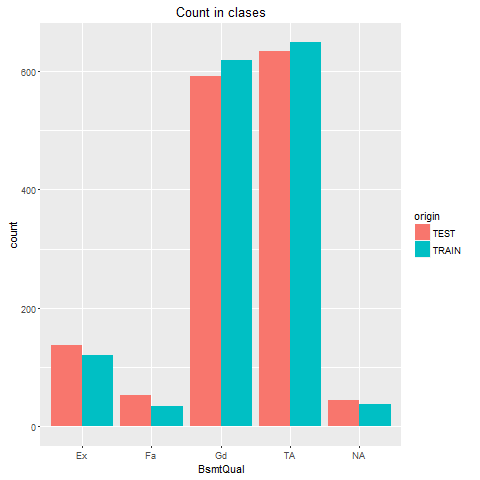 Count in clases
600
400
200
0
count
Ex Fa Gd TA NA
BsmtQual
origin
TEST
TRAIN